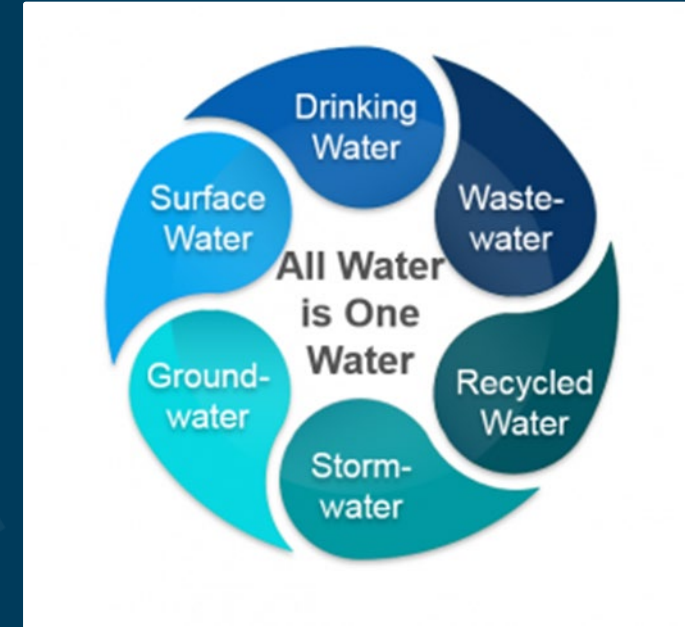 Drinking
Water
Waste-
water
Recycled
Water
Storm-
water
Ground-
water
Surface
Water
All Water
is One
Water